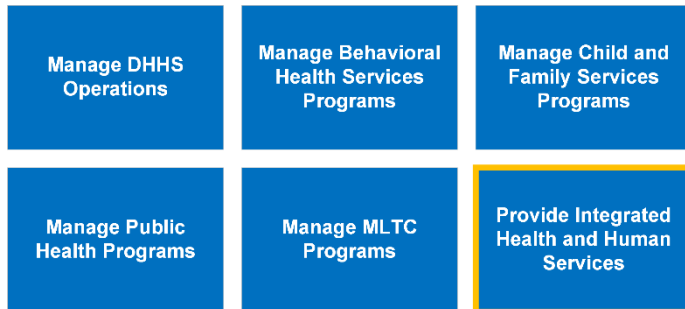 Manage DHHS
Operations
Manage Behavioral
Health Services
Programs
Manage Child and
Family Services
Programs
Manage Public
Health Programs
Manage MLTC
Programs
Provide Integrated
Health and Human
Services